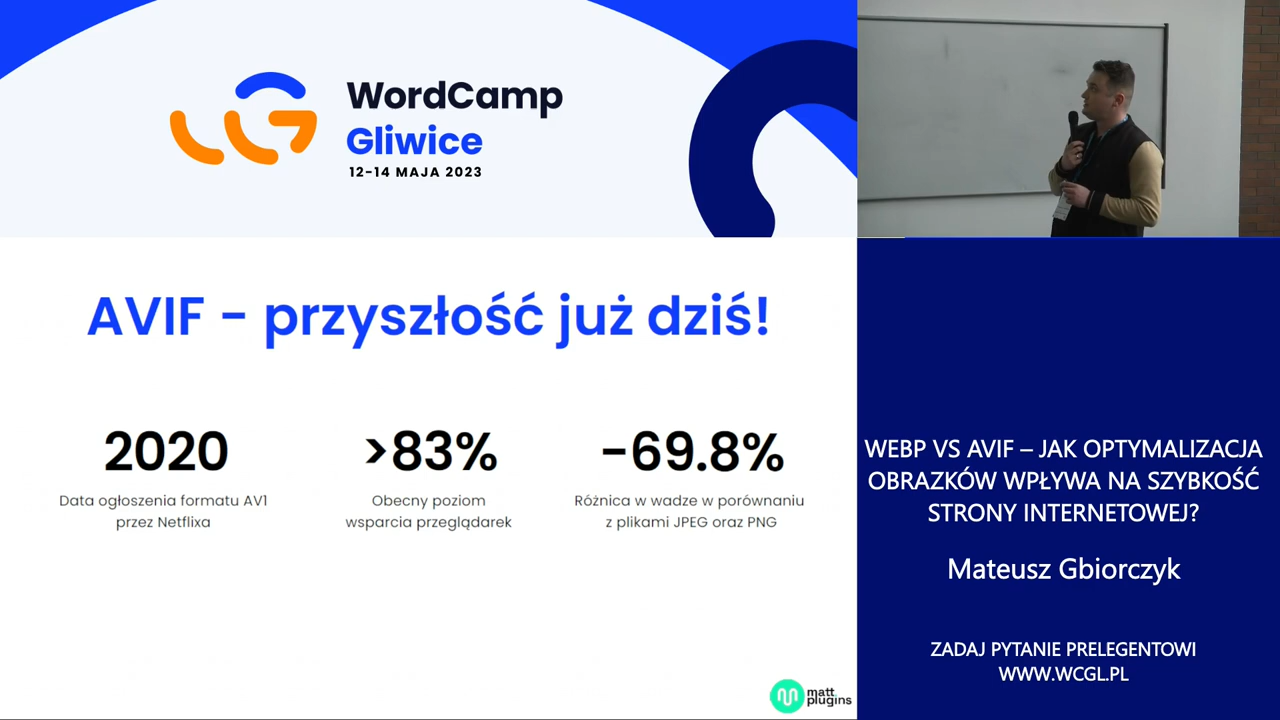 WordCamp
Gliwice
12-14 MAJA 2023
AVIF - przyszłość już dziś!
2020
Data ogłoszenia formatu AV1
przez Netflixa
>83%
Obecny poziom
wsparcia przeglądarek
-69.8%
Różnica w wadze w porównaniu
z plikami JPEG oraz PNG
matt
plugins
WEBP VS AVIF – JAK OPTYMALIZACJA
OBRAZKÓW WPŁYWA NA SZYBKOŚĆ
STRONY INTERNETOWEJ?
Mateusz Gbiorczyk
ZADAJ PYTANIE PRELEGENTOWI
WWW.WCGL.PL